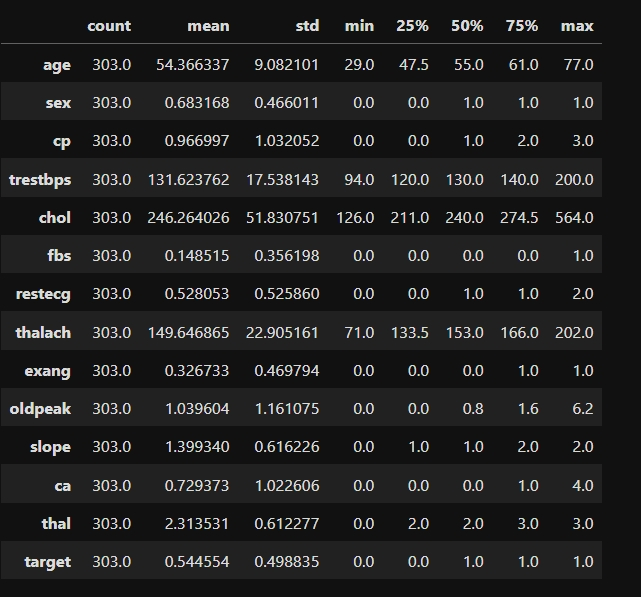 count mean std min 25% 50% 75% max
age 303.0 54.366337 9.082101 29.0 47.5 55.0 61.0 77.0
sex 303.0 0.683168 0.466011 0.0 0.0 1.0 1.0 1.0
cp 303.0 0.966997 1.032052 0.0 0.0 1.0 2.0 3.0
trestbps 303.0 131.623762 17.538143 94.0 120.0 130.0 140.0 200.0
chol 303.0 246.264026 51.830751 126.0 211.0 240.0 274.5 564.0
fbs 303.0 0.148515 0.356198 0.0 0.0 0.0 0.0 1.0
restecg 303.0 0.528053 0.525860 0.0 0.0 1.0 1.0 2.0
thalach 303.0 149.646865 22.905161 71.0 133.5 153.0 166.0 202.0
exang 303.0 0.326733 0.469794 0.0 0.0 0.0 1.0 1.0
oldpeak 303.0 1.039604 1.161075 0.0 0.0 0.8 1.6 6.2
slope 303.0 1.399340 0.616226 0.0 1.0 1.0 2.0 2.0
ca 303.0 0.729373 1.022606 0.0 0.0 0.0 1.0 4.0
thal 303.0 2.313531 0.612277 0.0 2.0 2.0 3.0 3.0
target 303.0 0.544554 0.498835 0.0 0.0 1.0 1.0 1.0